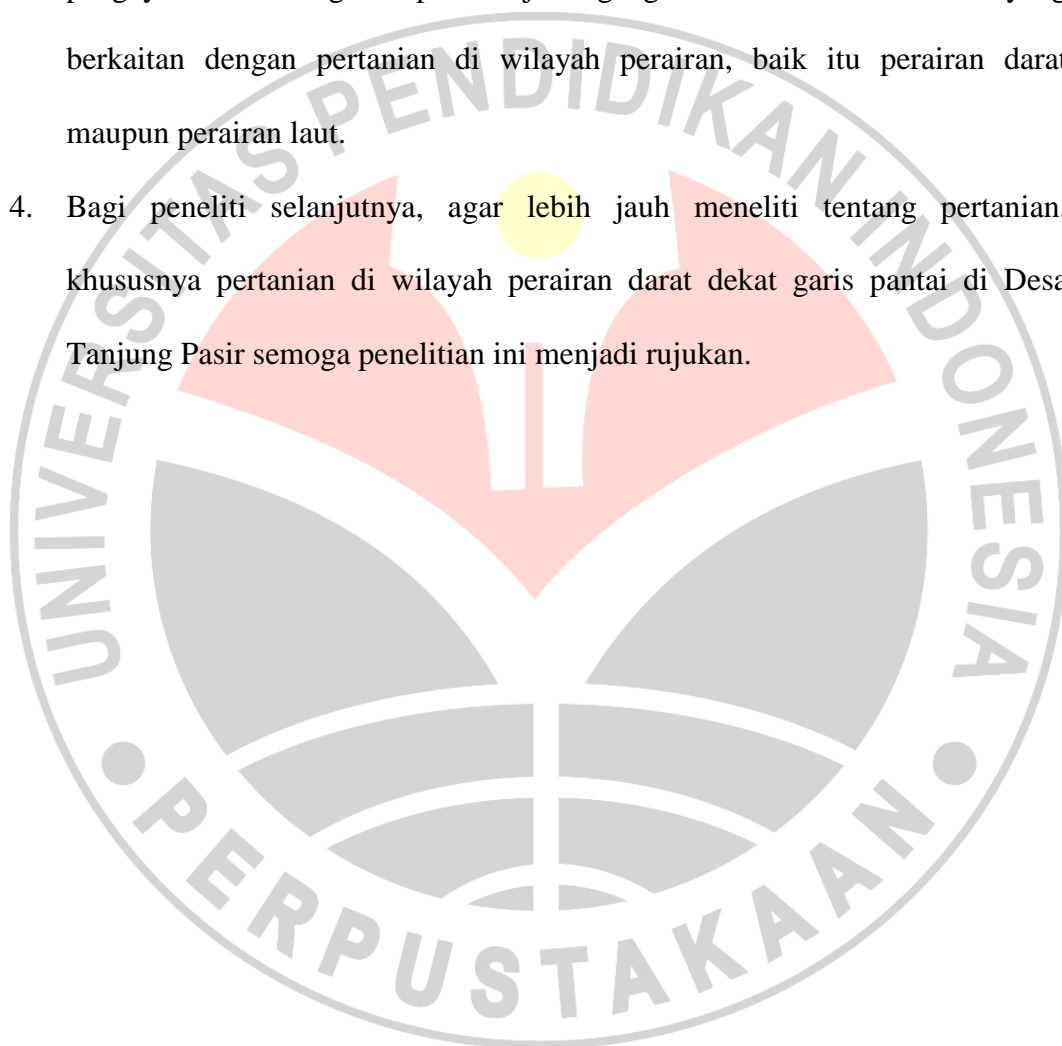 berkaitan dengan pertanian di wilayah perairan, baik itu perairan darat
maupun perairan laut.
4. Bagi peneliti selanjutnya, agar lebih jauh meneliti tentang pertanian,
khususnya pertanian di wilayah perairan darat dekat garis pantai di Desa
Tanjung Pasir semoga penelitian ini menjadi rujukan.
UNIVERSITAS PENDIDIKAN INDONESIA
PERPUSTAKAAN